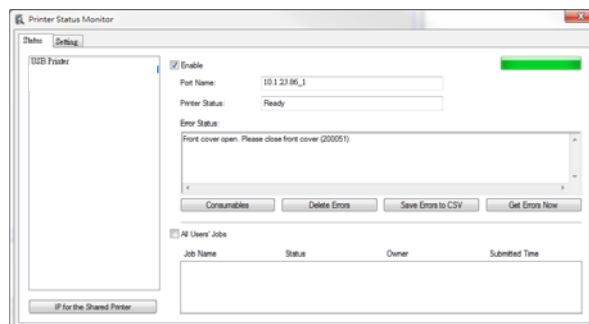 Printer Status Monitor
Status Setting
USB Printer
Enable
Port Name: 10.1.23.86_1
Printer Status: Ready
Error Status:
Front cover open. Please close front cover (200051)
Consumables Delete Errors Save Errors to CSV Get Errors Now
All Users' Jobs
Job Name Status Owner Submitted Time
IP for the Shared Printer